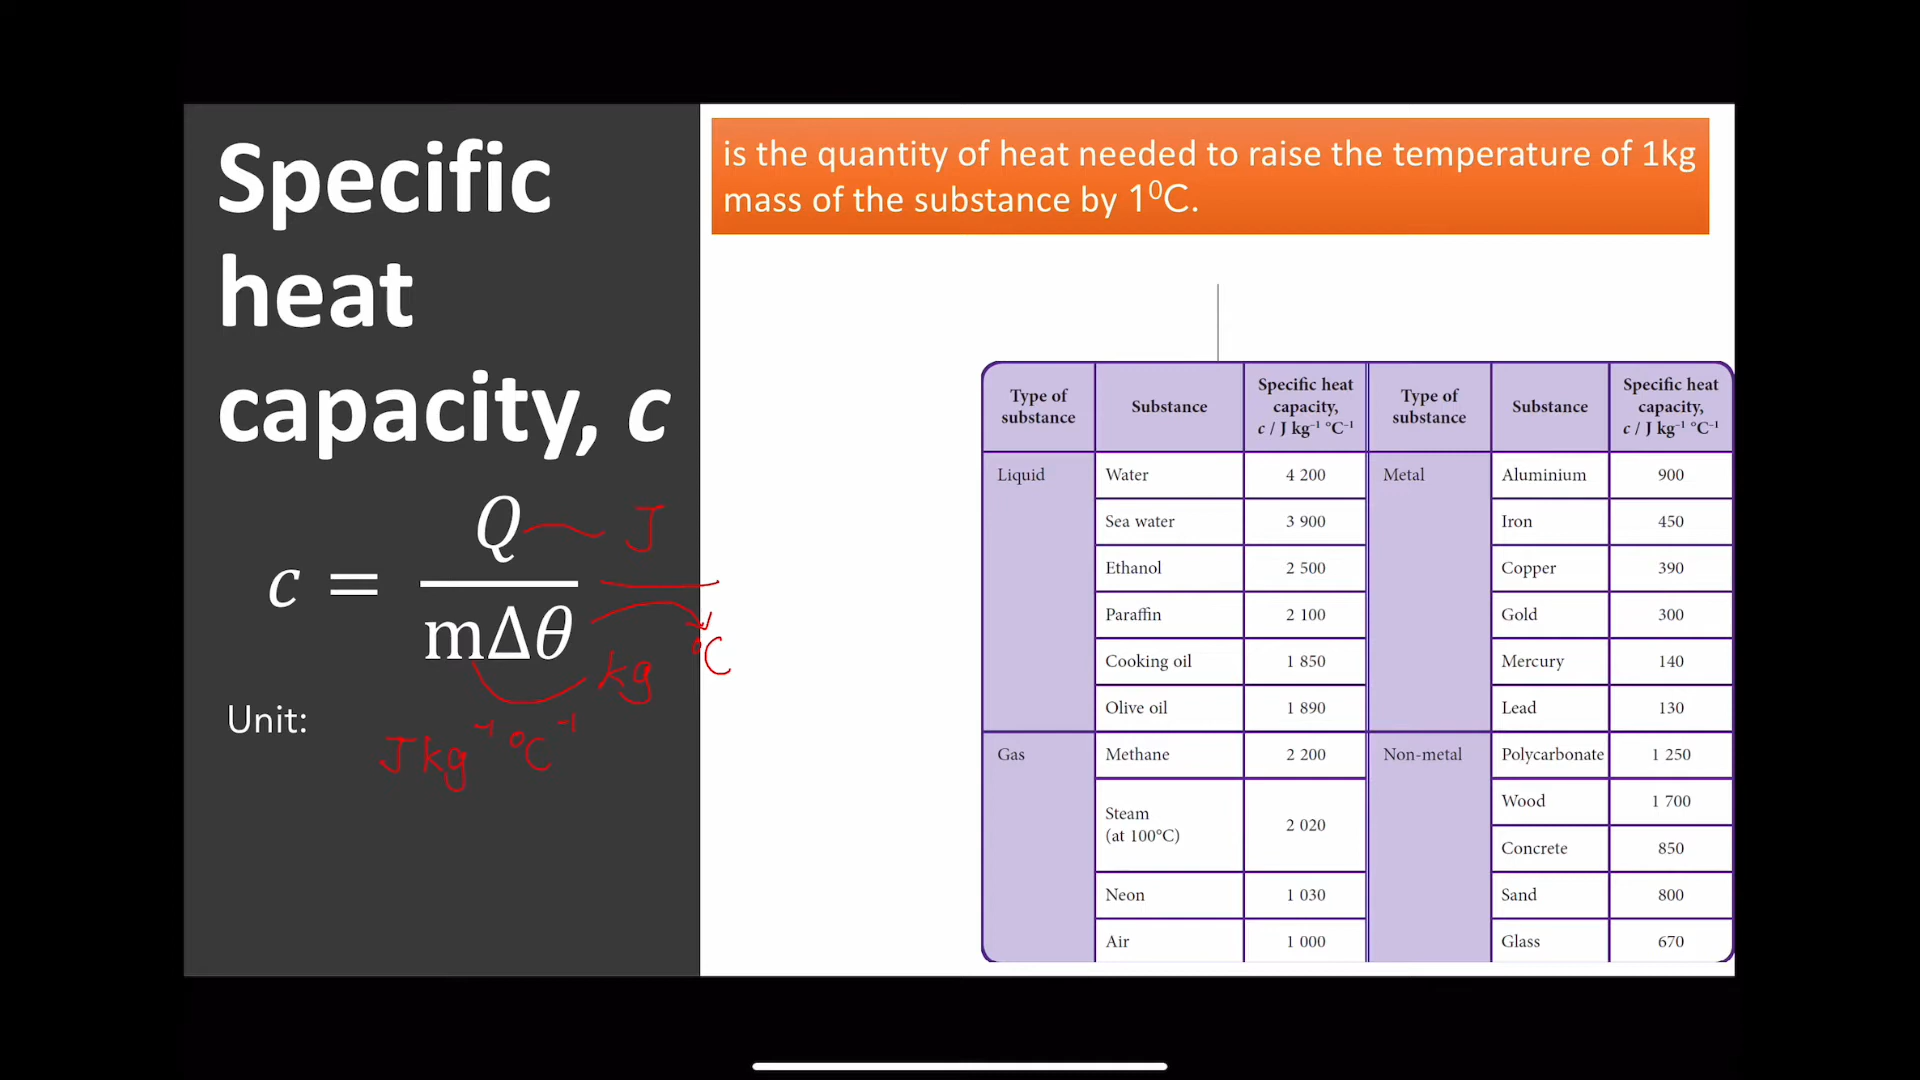 Specific
heat
capacity, c
c = Q / mΔθ
J
kg °C
Unit:
J kg⁻¹ °C⁻¹
is the quantity of heat needed to raise the temperature of 1kg
mass of the substance by 1⁰C.
Type of substance | Substance | Specific heat capacity, c / J kg⁻¹ °C⁻¹ | Type of substance | Substance | Specific heat capacity, c / J kg⁻¹ °C⁻¹
Liquid | Water | 4 200 | Metal | Aluminium | 900
Sea water | 3 900 | Iron | 450
Ethanol | 2 500 | Copper | 390
Paraffin | 2 100 | Gold | 300
Cooking oil | 1 850 | Mercury | 140
Olive oil | 1 890 | Lead | 130
Gas | Methane | 2 200 | Non-metal | Polycarbonate | 1 250
Steam (at 100°C) | 2 020 | Wood | 1 700
Concrete | 850
Neon | 1 030 | Sand | 800
Air | 1 000 | Glass | 670